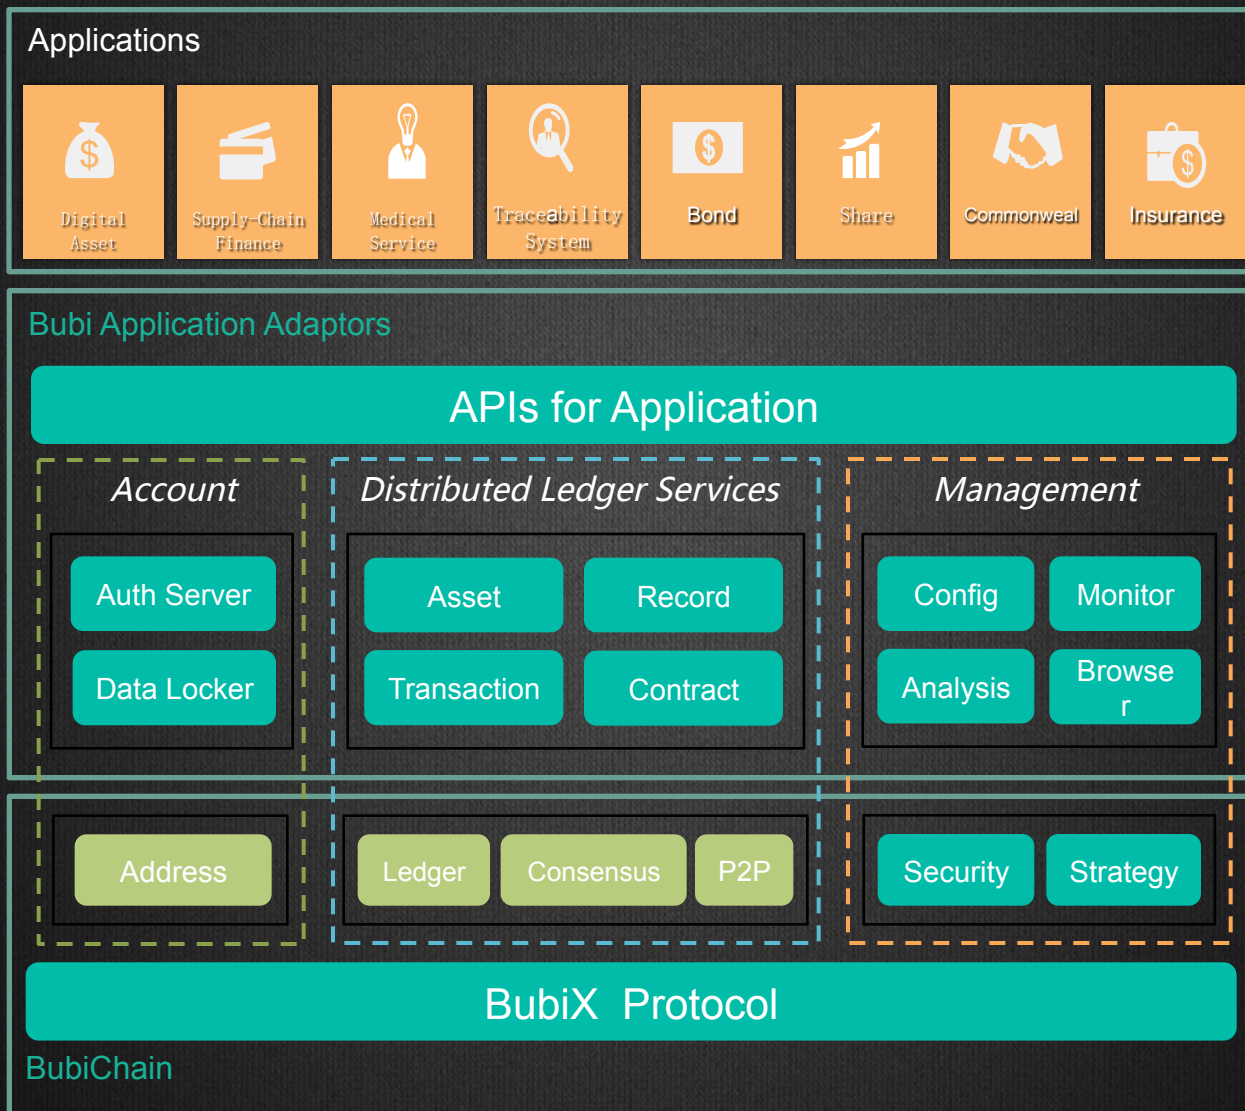 Applications
Digital
Asset
Supply-Chain
Finance
Medical
Service
Traceability
System
Bond
Share
Commonweal
Insurance
Bubi Application Adaptors
APIs for Application
Account
Distributed Ledger Services
Management
Auth Server
Asset
Record
Config
Monitor
Data Locker
Transaction
Contract
Analysis
Browse
r
Address
Ledger
Consensus
P2P
Security
Strategy
BubiX Protocol
BubiChain